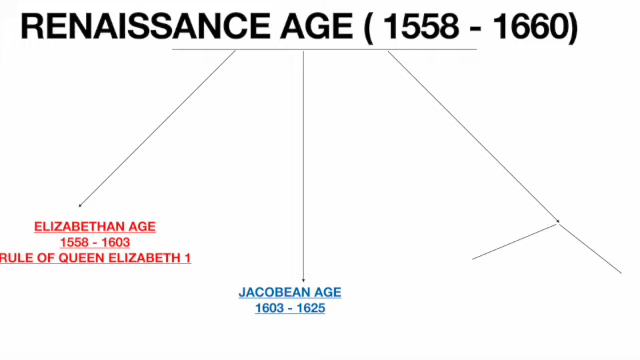 RENAISSANCE AGE ( 1558 - 1660)
ELIZABETHAN AGE
1558 - 1603
RULE OF QUEEN ELIZABETH 1
JACOBEAN AGE
1603 - 1625